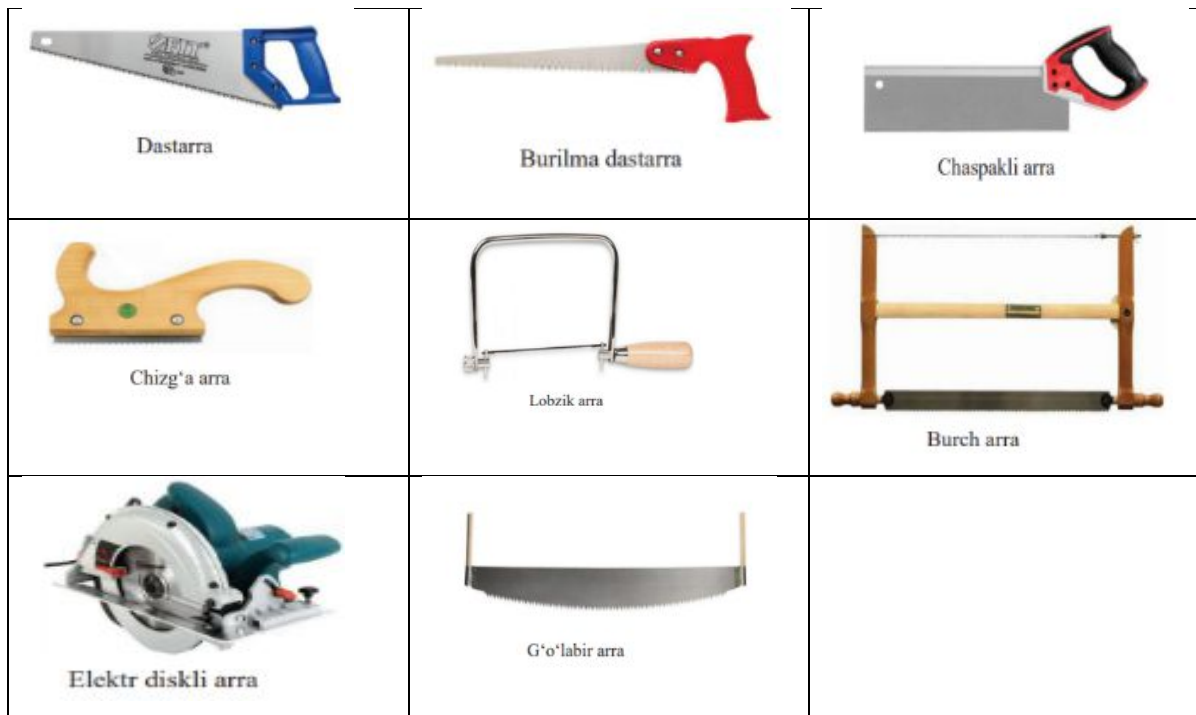 Dastarra
Burilma dastarra
Chaspakli arra
Chizg‘a arra
Lobzik arra
Burch arra
Elektr diskli arra
G‘o‘labir arra